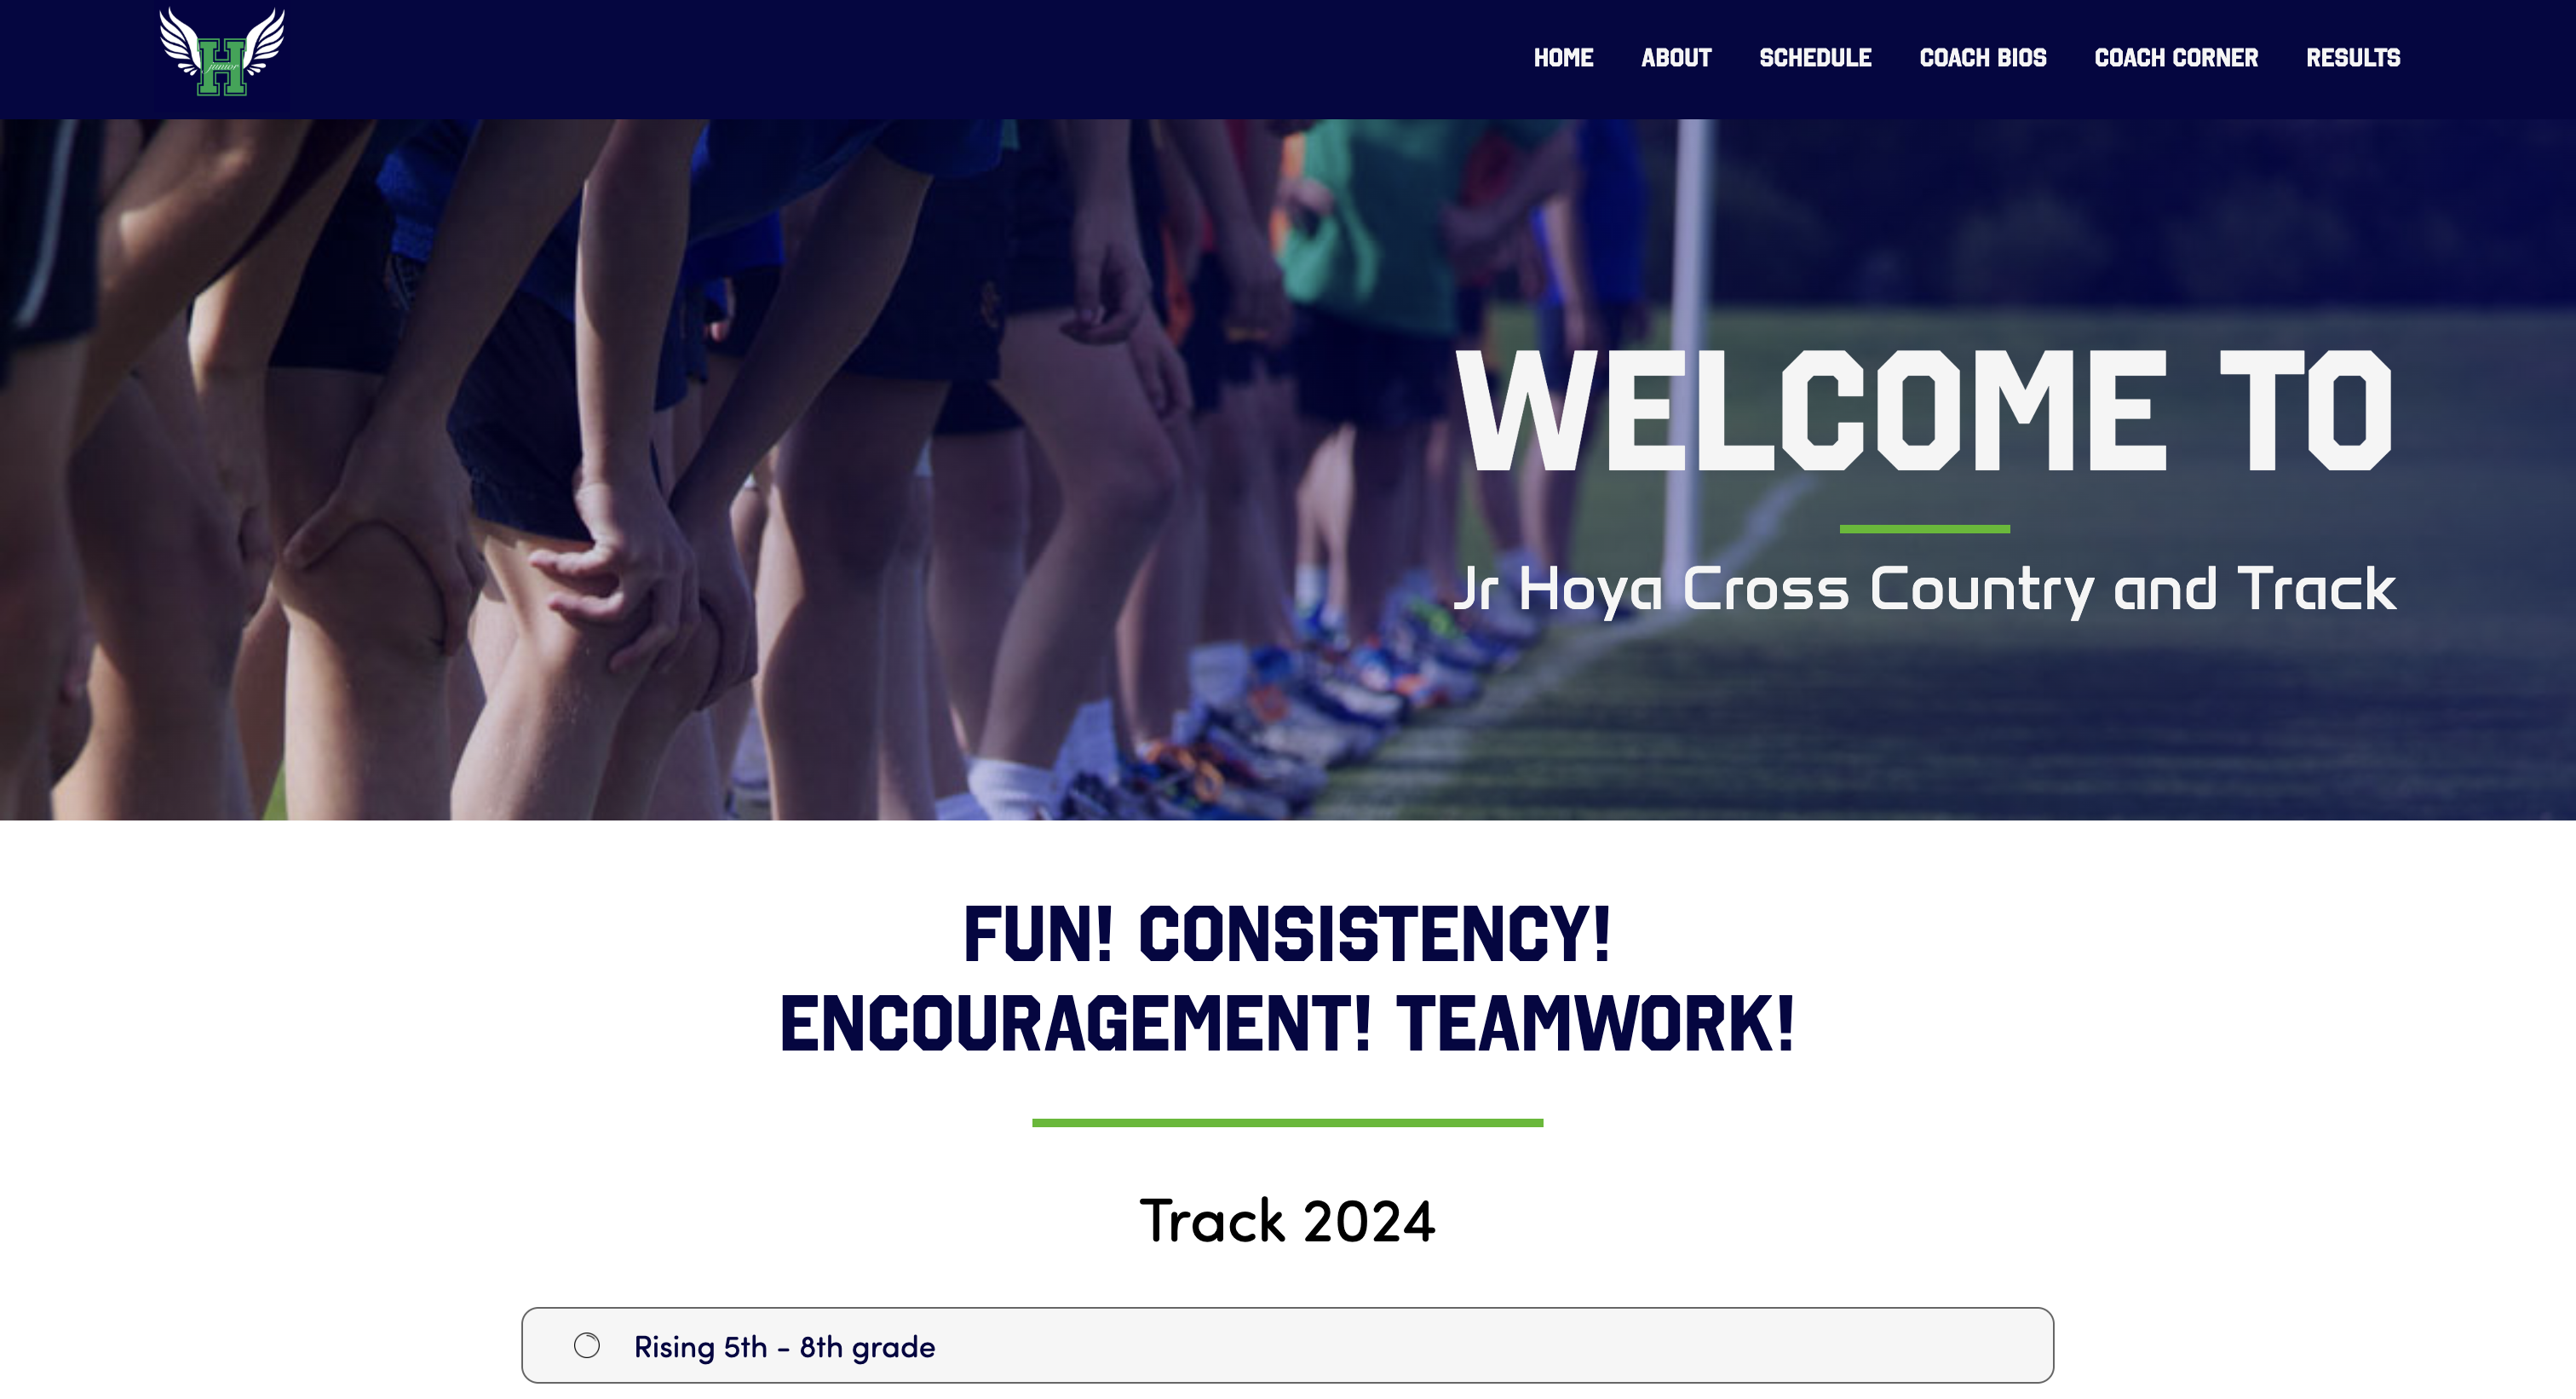 H
junior
HOME ABOUT SCHEDULE COACH BIOS COACH CORNER RESULTS
WELCOME TO
Jr Hoya Cross Country and Track
FUN! CONSISTENCY!
ENCOURAGEMENT! TEAMWORK!
Track 2024
Rising 5th - 8th grade